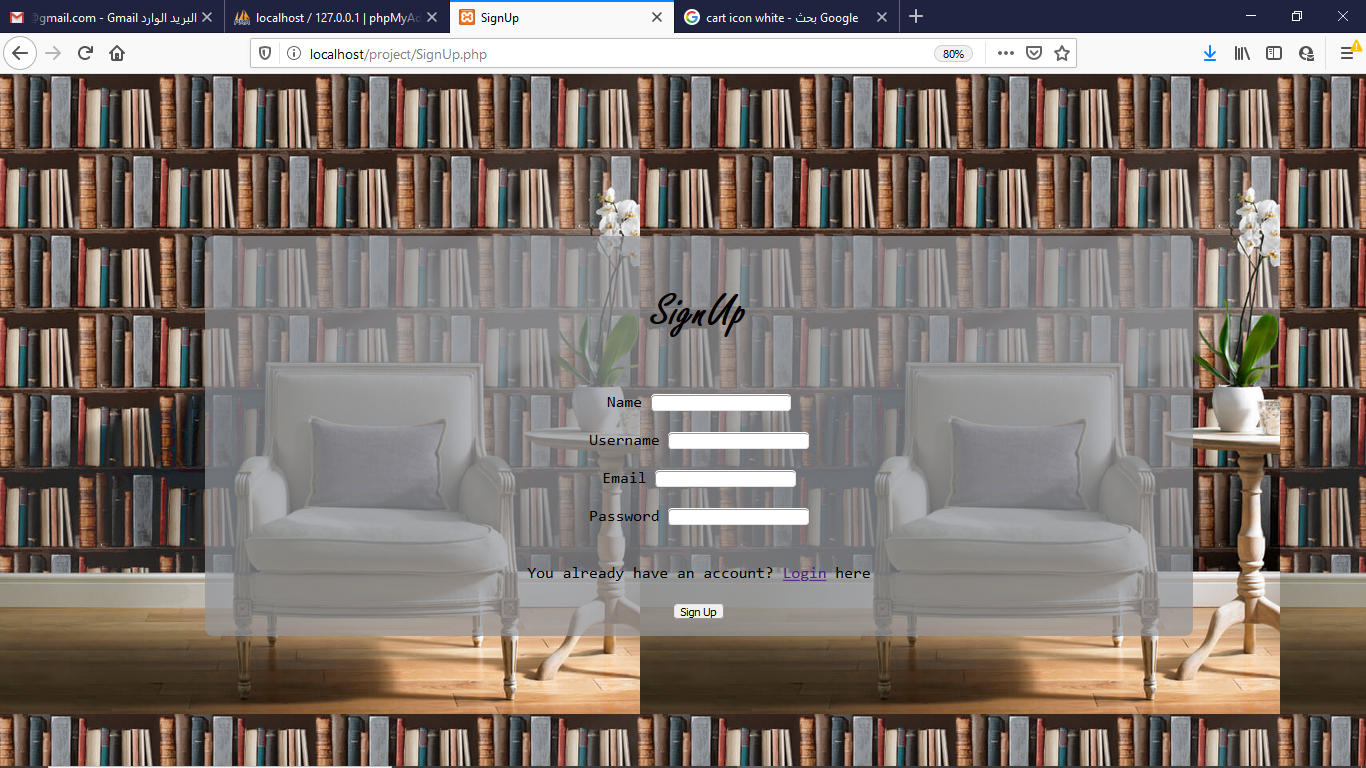 @gmail.com - Gmail البريد الوارد
localhost / 127.0.0.1 | phpMyAd
SignUp
cart icon white - بحث Google
localhost/project/SignUp.php
80%
SignUp
Name
Username
Email
Password
You already have an account? Login here
Sign Up